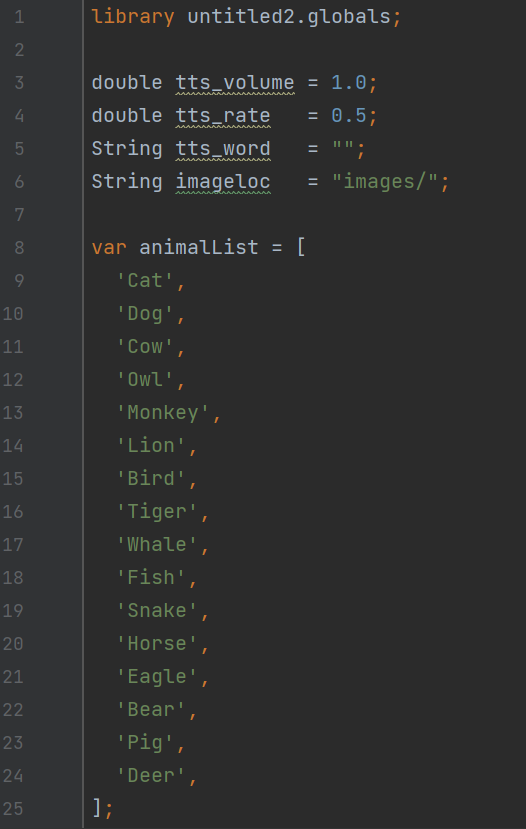 1 library untitled2.globals;
2
3 double tts_volume = 1.0;
4 double tts_rate   = 0.5;
5 String tts_word   = "";
6 String imageloc   = "images/";
7
8 var animalList = [
9   'Cat',
10   'Dog',
11   'Cow',
12   'Owl',
13   'Monkey',
14   'Lion',
15   'Bird',
16   'Tiger',
17   'Whale',
18   'Fish',
19   'Snake',
20   'Horse',
21   'Eagle',
22   'Bear',
23   'Pig',
24   'Deer',
25 ];